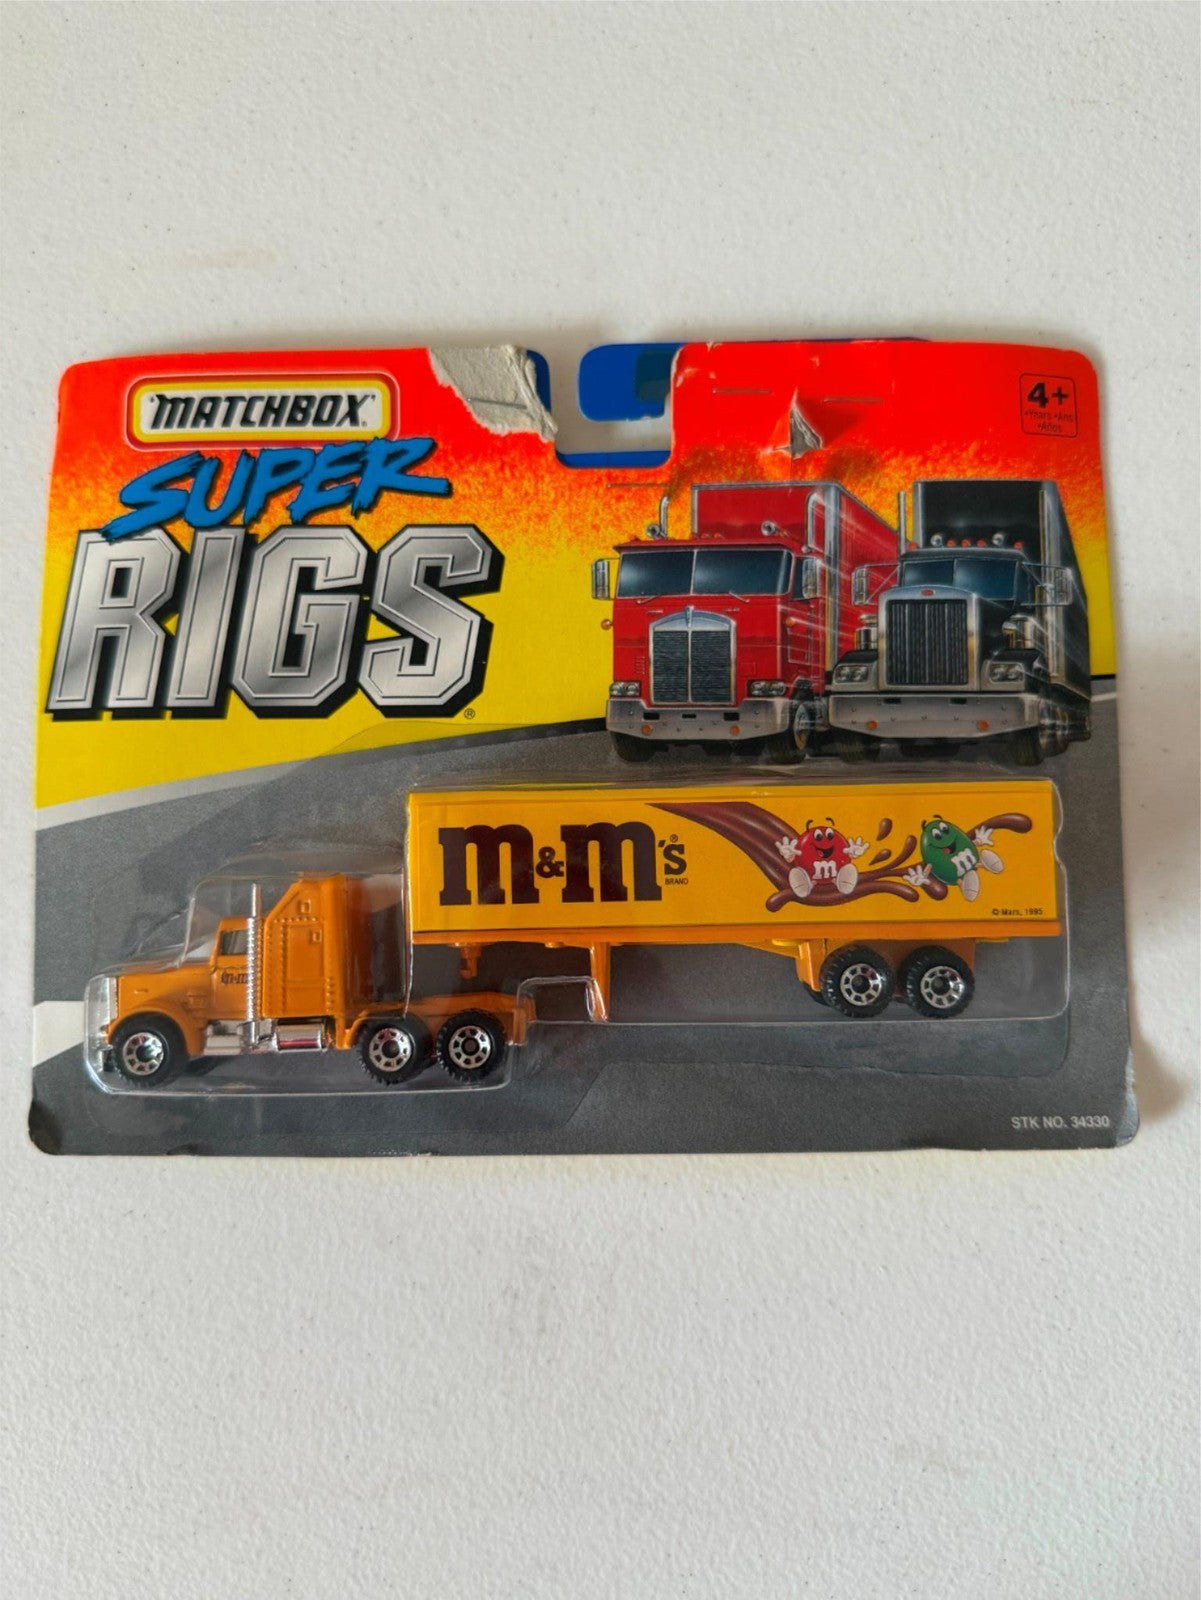 MATCHBOX®
SUPER
RIGS®
4+
•Years •Ans
•Años
m&m's®
BRAND
m
m
© Mars, 1995
m&m
STK NO. 34330